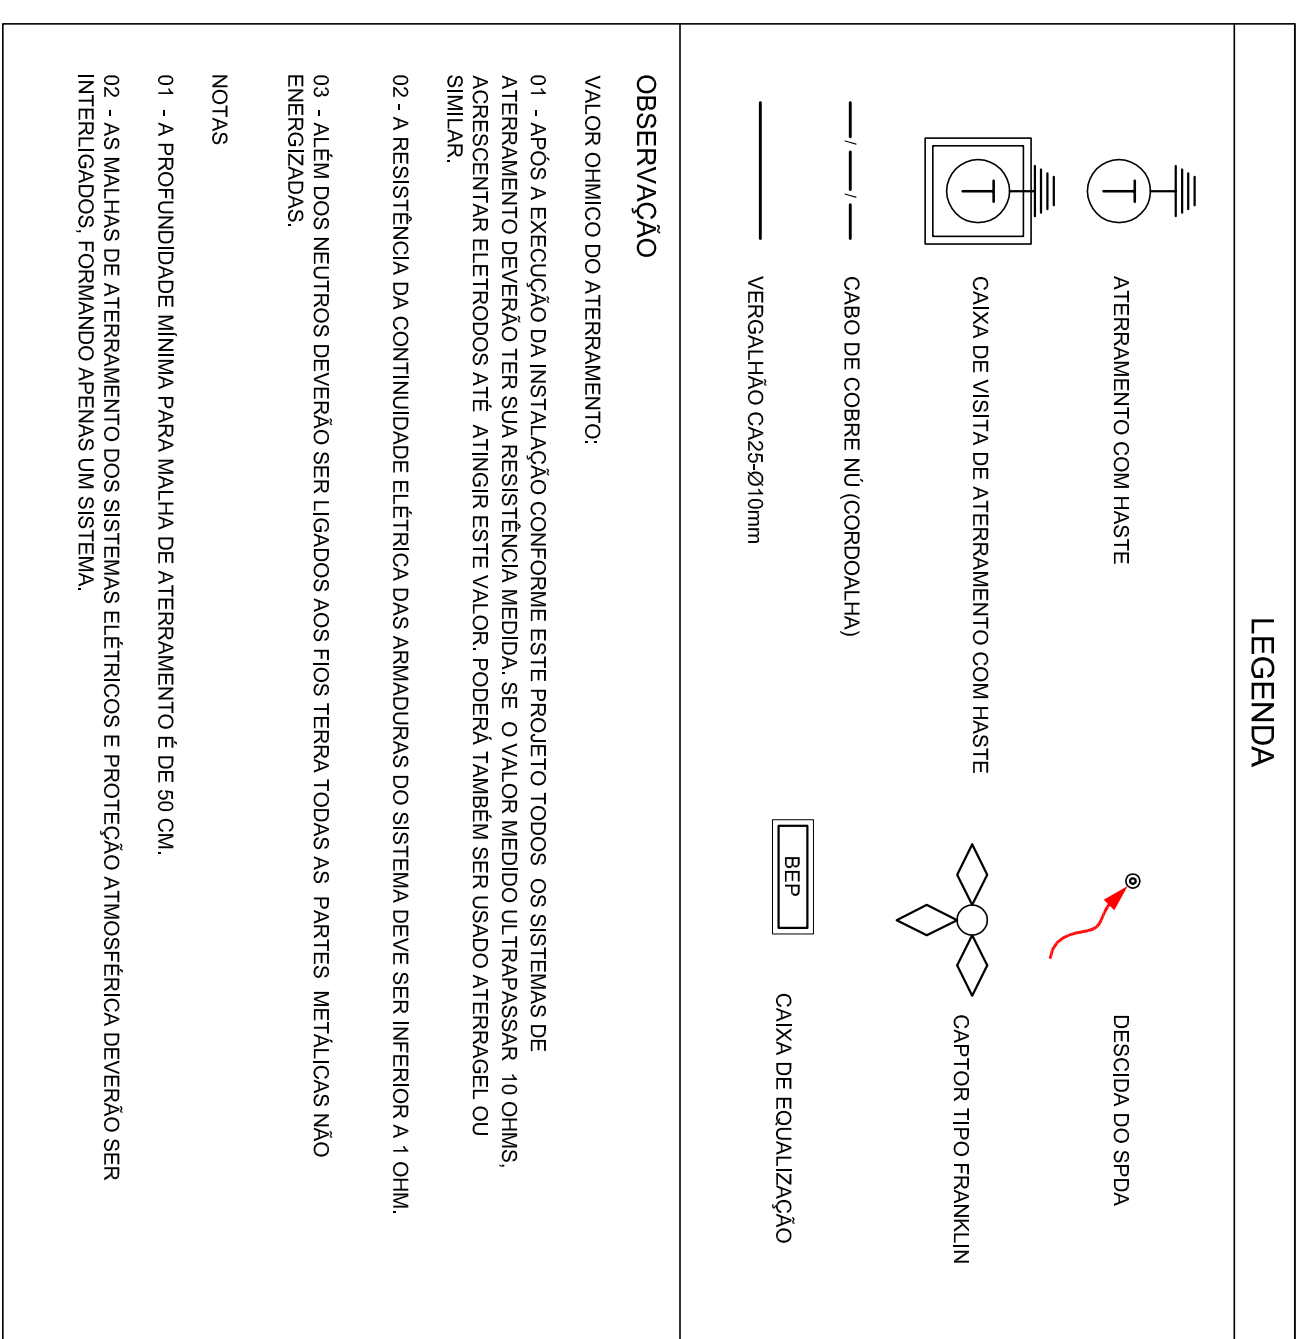 LEGENDA
T
ATERRAMENTO COM HASTE
T
CAIXA DE VISITA DE ATERRAMENTO COM HASTE
CABO DE COBRE NÚ (CORDOALHA)
VERGALHÃO CA25-Ø10mm
DESCIDA DO SPDA
CAPTOR TIPO FRANKLIN
BEP
CAIXA DE EQUALIZAÇÃO
OBSERVAÇÃO
VALOR OHMICO DO ATERRAMENTO:
01 - APÓS A EXECUÇÃO DA INSTALAÇÃO CONFORME ESTE PROJETO TODOS OS SISTEMAS DE
ATERRAMENTO DEVERÃO TER SUA RESISTÊNCIA MEDIDA. SE O VALOR MEDIDO ULTRAPASSAR 10 OHMS,
ACRESCENTAR ELETRODOS ATÉ ATINGIR ESTE VALOR. PODERÁ TAMBÉM SER USADO ATERRAGEL OU
SIMILAR.
02 - A RESISTÊNCIA DA CONTINUIDADE ELÉTRICA DAS ARMADURAS DO SISTEMA DEVE SER INFERIOR A 1 OHM.
03 - ALÉM DOS NEUTROS DEVERÃO SER LIGADOS AOS FIOS TERRA TODAS AS PARTES METÁLICAS NÃO
ENERGIZADAS.
NOTAS
01 - A PROFUNDIDADE MÍNIMA PARA MALHA DE ATERRAMENTO É DE 50 CM.
02 - AS MALHAS DE ATERRAMENTO DOS SISTEMAS ELÉTRICOS E PROTEÇÃO ATMOSFÉRICA DEVERÃO SER
INTERLIGADOS, FORMANDO APENAS UM SISTEMA.